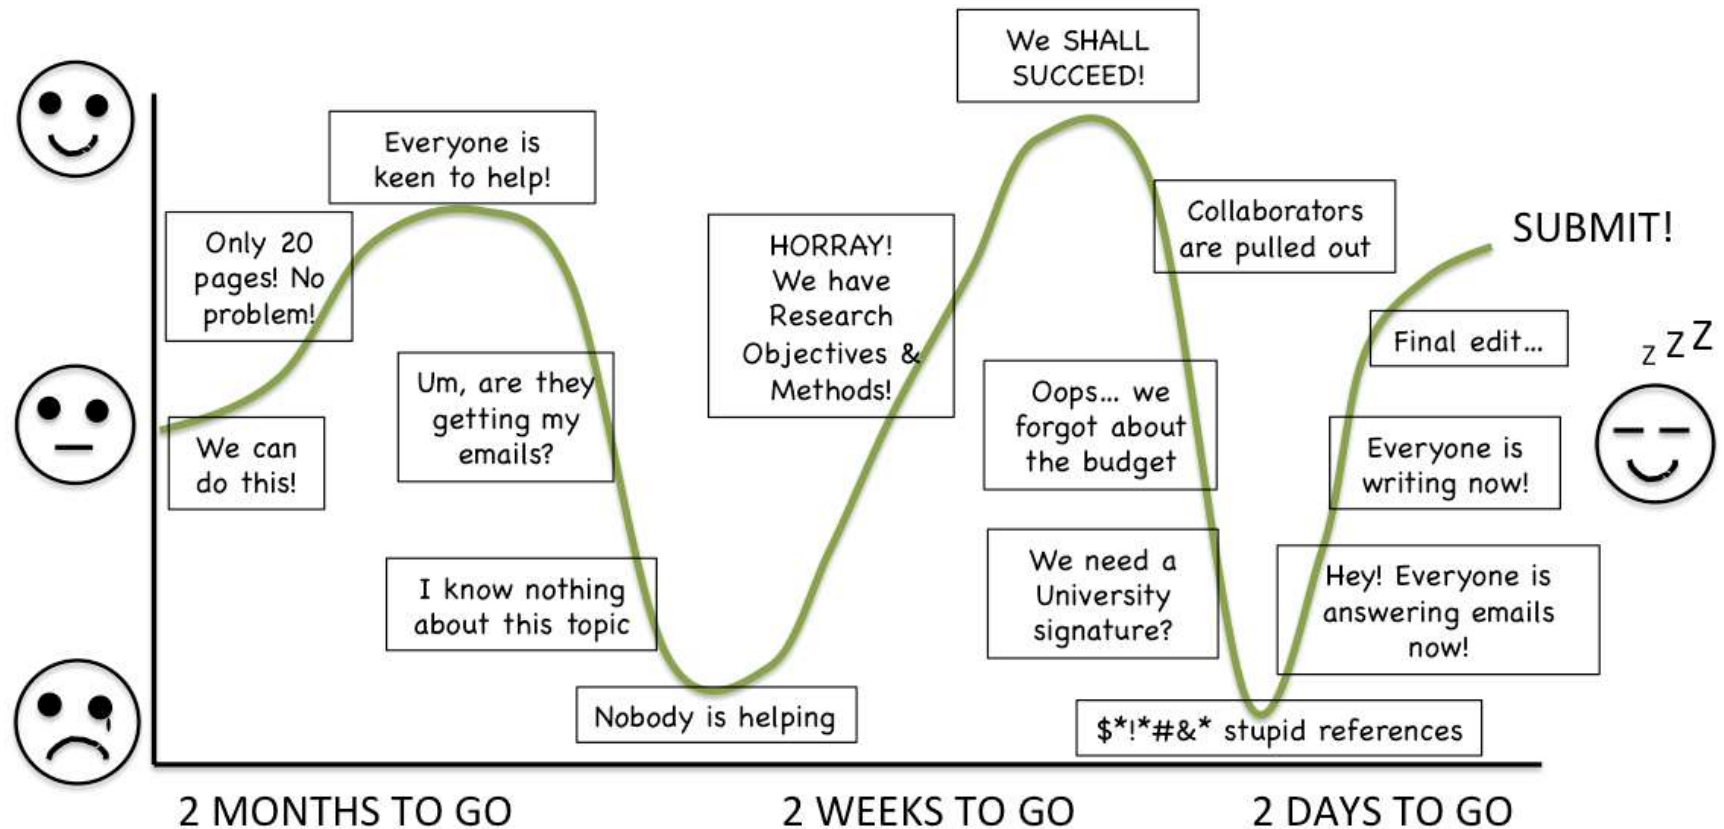 We can
do this!
Only 20
pages! No
problem!
Everyone is
keen to help!
Um, are they
getting my
emails?
I know nothing
about this topic
Nobody is helping
HORRAY!
We have
Research
Objectives &
Methods!
We SHALL
SUCCEED!
Collaborators
are pulled out
Oops... we
forgot about
the budget
We need a
University
signature?
$*!*#&* stupid references
Hey! Everyone is
answering emails
now!
Everyone is
writing now!
Final edit...
SUBMIT!
z z z
2 MONTHS TO GO
2 WEEKS TO GO
2 DAYS TO GO